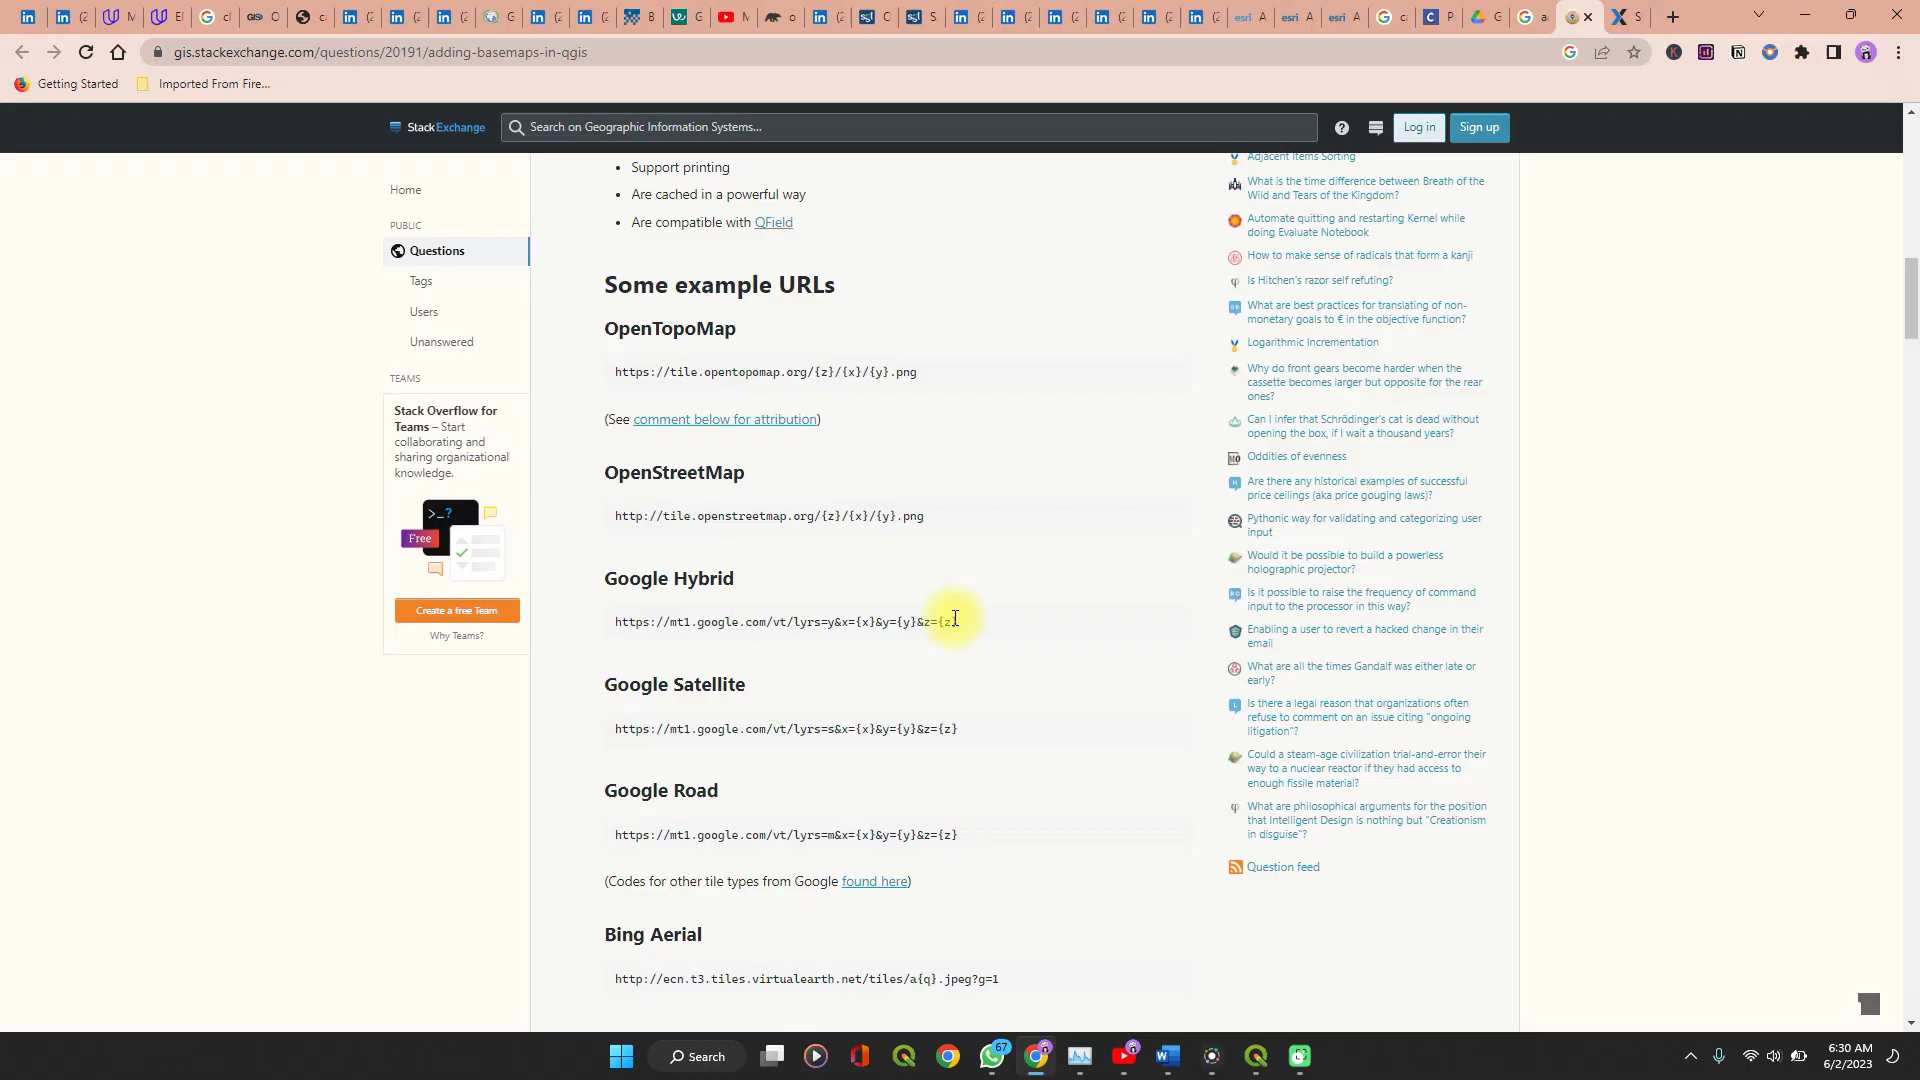 gis.stackexchange.com/questions/20191/adding-basemaps-in-qgis
Getting Started
Imported From Fire...
StackExchange
Search on Geographic Information Systems...
Log in
Sign up
Home
PUBLIC
Questions
Tags
Users
Unanswered
TEAMS
Stack Overflow for
Teams – Start
collaborating and
sharing organizational
knowledge.
Free
Create a free Team
Why Teams?
• Support printing
• Are cached in a powerful way
• Are compatible with QField
Some example URLs
OpenTopoMap
https://tile.opentopomap.org/{z}/{x}/{y}.png
(See comment below for attribution)
OpenStreetMap
http://tile.openstreetmap.org/{z}/{x}/{y}.png
Google Hybrid
https://mt1.google.com/vt/lyrs=y&x={x}&y={y}&z={z}
Google Satellite
https://mt1.google.com/vt/lyrs=s&x={x}&y={y}&z={z}
Google Road
https://mt1.google.com/vt/lyrs=m&x={x}&y={y}&z={z}
(Codes for other tile types from Google found here)
Bing Aerial
http://ecn.t3.tiles.virtualearth.net/tiles/a{q}.jpeg?g=1
Adjacent Items Sorting
What is the time difference between Breath of the
Wild and Tears of the Kingdom?
Automate quitting and restarting Kernel while
doing Evaluate Notebook
How to make sense of radicals that form a kanji
Is Hitchen's razor self refuting?
What are best practices for translating of non-
monetary goals to € in the objective function?
Logarithmic Incrementation
Why do front gears become harder when the
cassette becomes larger but opposite for the rear
ones?
Can I infer that Schrödinger's cat is dead without
opening the box, if I wait a thousand years?
Oddities of evenness
Are there any historical examples of successful
price ceilings (aka price gouging laws)?
Pythonic way for validating and categorizing user
input
Would it be possible to build a powerless
holographic projector?
Is it possible to raise the frequency of command
input to the processor in this way?
Enabling a user to revert a hacked change in their
email
What are all the times Gandalf was either late or
early?
Is there a legal reason that organizations often
refuse to comment on an issue citing "ongoing
litigation"?
Could a steam-age civilization trial-and-error their
way to a nuclear reactor if they had access to
enough fissile material?
What are philosophical arguments for the position
that Intelligent Design is nothing but "Creationism
in disguise"?
Question feed
Search
67
6:30 AM
6/2/2023